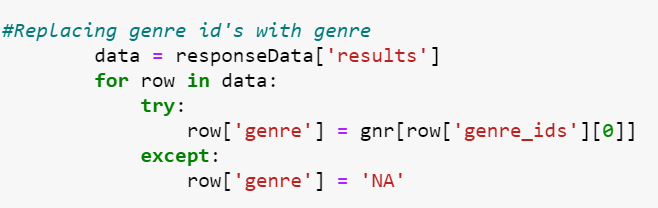 #Replacing genre id's with genre
data = responseData['results']
for row in data:
try:
row['genre'] = gnr[row['genre_ids'][0]]
except:
row['genre'] = 'NA'